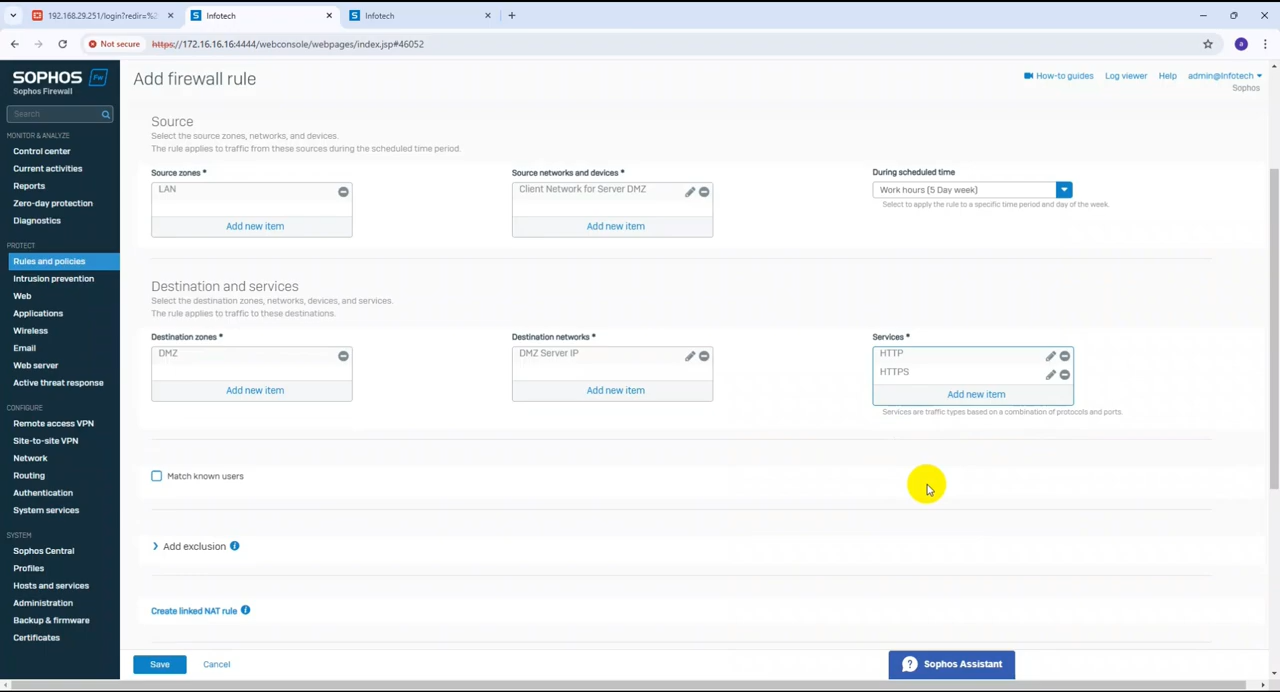 192.168.29.251/login?redir=%2
Infotech
Infotech
Not secure
https://172.16.16.16:4444/webconsole/webpages/index.jsp#46052
a
SOPHOS Fw
Sophos Firewall
Search
MONITOR & ANALYZE
Control center
Current activities
Reports
Zero-day protection
Diagnostics
PROTECT
Rules and policies
Intrusion prevention
Web
Applications
Wireless
Email
Web server
Active threat response
CONFIGURE
Remote access VPN
Site-to-site VPN
Network
Routing
Authentication
System services
SYSTEM
Sophos Central
Profiles
Hosts and services
Administration
Backup & firmware
Certificates
Add firewall rule
How-to guides
Log viewer
Help
admin@Infotech
Sophos
Source
Select the source zones, networks, and devices.
The rule applies to traffic from these sources during the scheduled time period.
Source zones *
LAN
Add new item
Source networks and devices *
Client Network for Server DMZ
Add new item
During scheduled time
Work hours (5 Day week)
Select to apply the rule to a specific time period and day of the week.
Destination and services
Select the destination zones, networks, devices, and services.
The rule applies to traffic to these destinations.
Destination zones *
DMZ
Add new item
Destination networks *
DMZ Server IP
Add new item
Services *
HTTP
HTTPS
Add new item
Services are traffic types based on a combination of protocols and ports.
Match known users
Add exclusion
Create linked NAT rule
Save
Cancel
Sophos Assistant